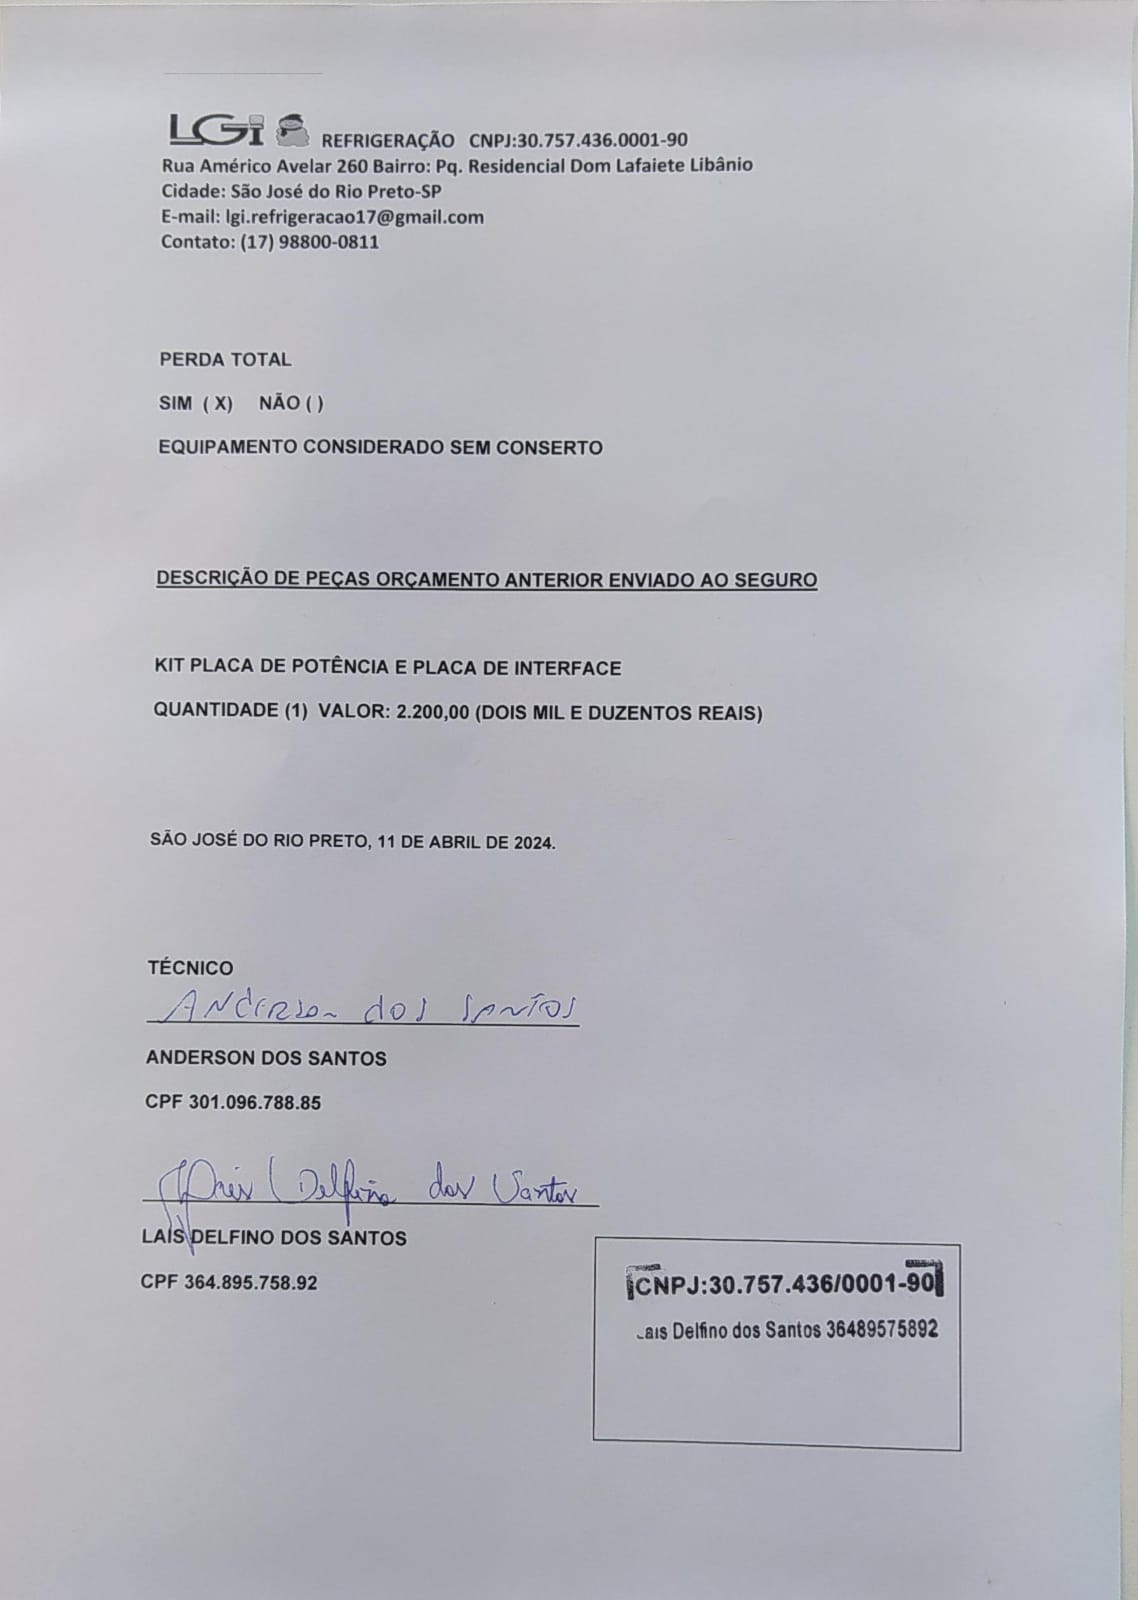 LGi REFRIGERAÇÃO CNPJ:30.757.436.0001-90
Rua Américo Avelar 260 Bairro: Pq. Residencial Dom Lafaiete Libânio
Cidade: São José do Rio Preto-SP
E-mail: lgi.refrigeracao17@gmail.com
Contato: (17) 98800-0811
PERDA TOTAL
SIM ( X) NÃO ( )
EQUIPAMENTO CONSIDERADO SEM CONSERTO
DESCRIÇÃO DE PEÇAS ORÇAMENTO ANTERIOR ENVIADO AO SEGURO
KIT PLACA DE POTÊNCIA E PLACA DE INTERFACE
QUANTIDADE (1) VALOR: 2.200,00 (DOIS MIL E DUZENTOS REAIS)
SÃO JOSÉ DO RIO PRETO, 11 DE ABRIL DE 2024.
TÉCNICO
ANDERSON DOS SANTOS
ANDERSON DOS SANTOS
CPF 301.096.788.85
Lais Delfino dos Santos
LAIS DELFINO DOS SANTOS
CPF 364.895.758.92
CNPJ:30.757.436/0001-90
Lais Delfino dos Santos 36489575892